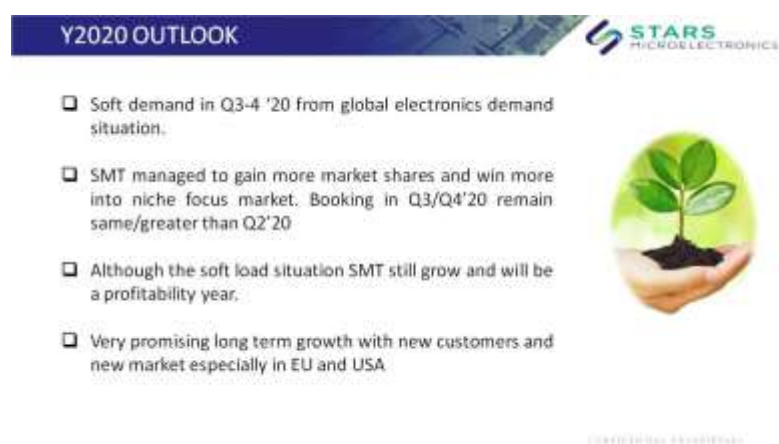 Y2020 OUTLOOK
STARS
MICROELECTRONICS
❑ Soft demand in Q3-4 '20 from global electronics demand
situation.
❑ SMT managed to gain more market shares and win more
into niche focus market. Booking in Q3/Q4'20 remain
same/greater than Q2'20
❑ Although the soft load situation SMT still grow and will be
a profitability year.
❑ Very promising long term growth with new customers and
new market especially in EU and USA